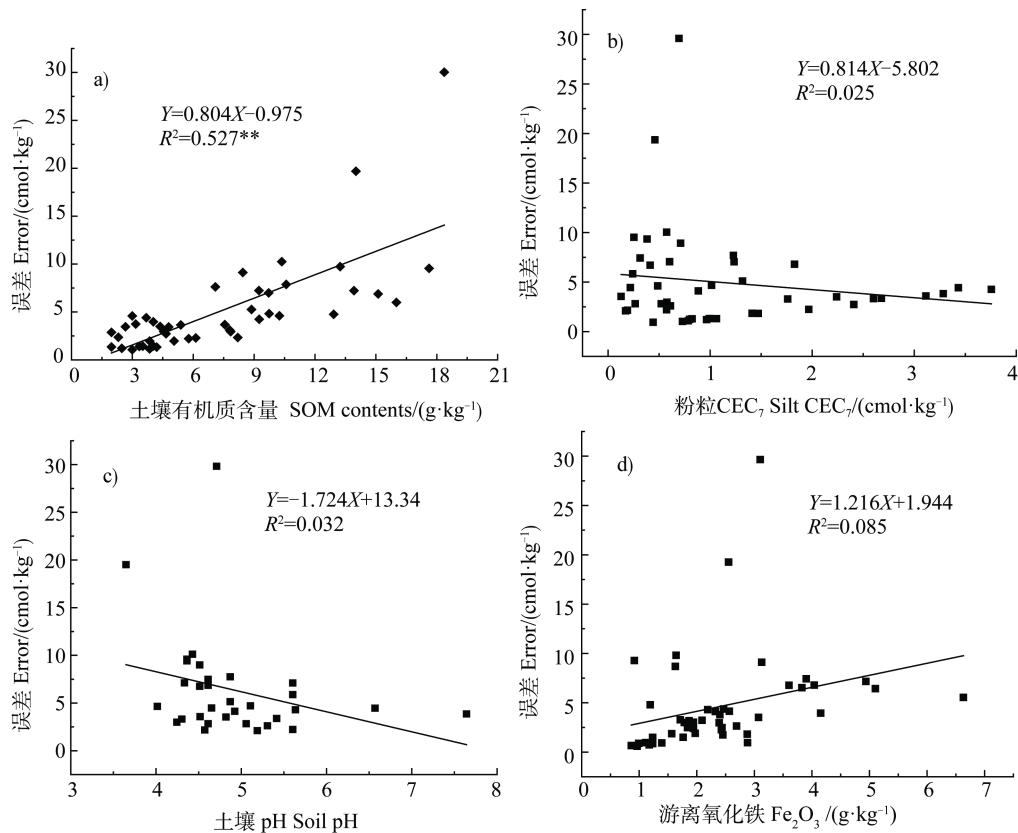 a)
Y=0.804X−0.975
R²=0.527**
误差 Error/(cmol·kg⁻¹)
30
25
20
15
10
5
0
0 3 6 9 12 15 18 21
土壤有机质含量 SOM contents/(g·kg⁻¹)
b)
Y=0.814X−5.802
R²=0.025
误差 Error/(cmol·kg⁻¹)
30
25
20
15
10
5
0
0 1 2 3 4
粉粒CEC₇ Silt CEC₇/(cmol·kg⁻¹)
c)
Y=−1.724X+13.34
R²=0.032
误差 Error/(cmol·kg⁻¹)
30
25
20
15
10
5
0
3 4 5 6 7 8
土壤 pH Soil pH
d)
Y=1.216X+1.944
R²=0.085
误差 Error/(cmol·kg⁻¹)
30
25
20
15
10
5
0
0 1 2 3 4 5 6 7
游离氧化铁 Fe₂O₃ /(g·kg⁻¹)